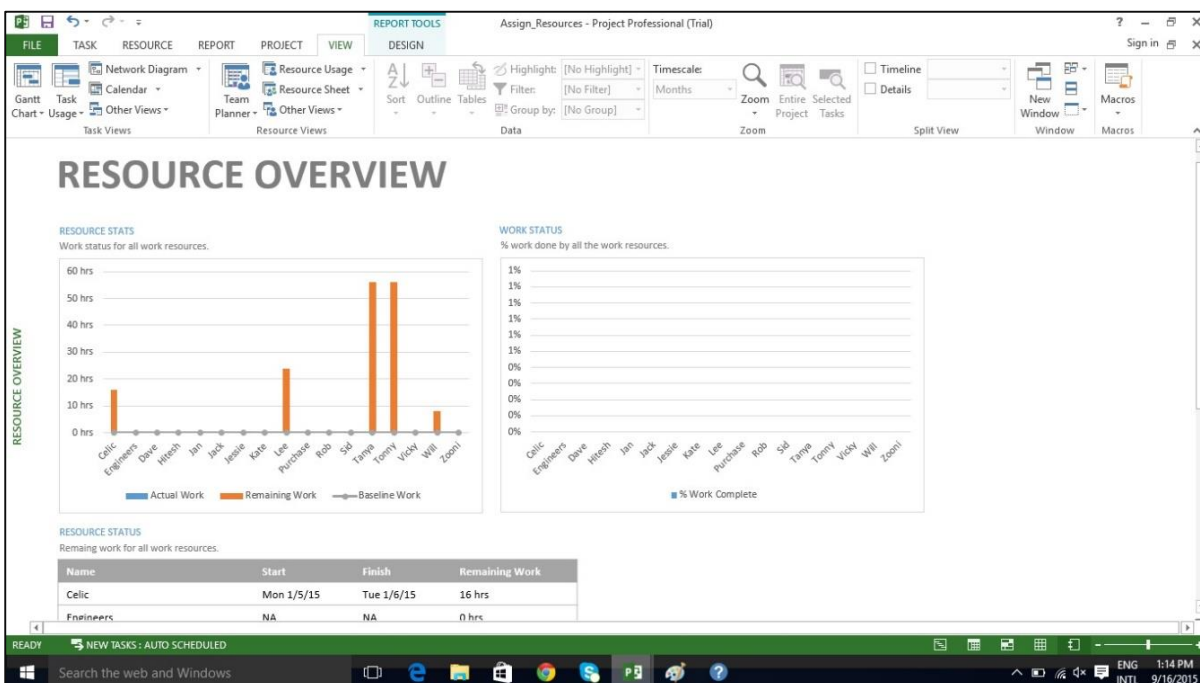 REPORT TOOLS
Assign_Resources - Project Professional (Trial)
?
FILE TASK RESOURCE REPORT PROJECT VIEW DESIGN
Sign in
Gantt Chart
Task Usage
Network Diagram
Calendar
Other Views
Task Views
Team Planner
Resource Usage
Resource Sheet
Other Views
Resource Views
Sort
Outline
Tables
Highlight: [No Highlight]
Filter: [No Filter]
Group by: [No Group]
Data
Timescale:
Months
Zoom
Entire Project
Selected Tasks
Zoom
Timeline
Details
Split View
New Window
Window
Macros
Macros
RESOURCE OVERVIEW
RESOURCE OVERVIEW
RESOURCE STATS
Work status for all work resources.
60 hrs
50 hrs
40 hrs
30 hrs
20 hrs
10 hrs
0 hrs
Celic Engineers Dave Hitesh Jan Jack Jessie Kate Lee Purchase Rob Sid Tanya Tonny Vicky Will Zooni
Actual Work Remaining Work Baseline Work
WORK STATUS
% work done by all the work resources.
1%
1%
1%
1%
1%
1%
0%
0%
0%
0%
0%
Celic Engineers Dave Hitesh Jan Jack Jessie Kate Lee Purchase Rob Sid Tanya Tonny Vicky Will Zooni
% Work Complete
RESOURCE STATUS
Remaing work for all work resources.
Name Start Finish Remaining Work
Celic Mon 1/5/15 Tue 1/6/15 16 hrs
Engineers NA NA 0 hrs
READY NEW TASKS : AUTO SCHEDULED
Search the web and Windows
ENG 1:14 PM
INTL 9/16/2015